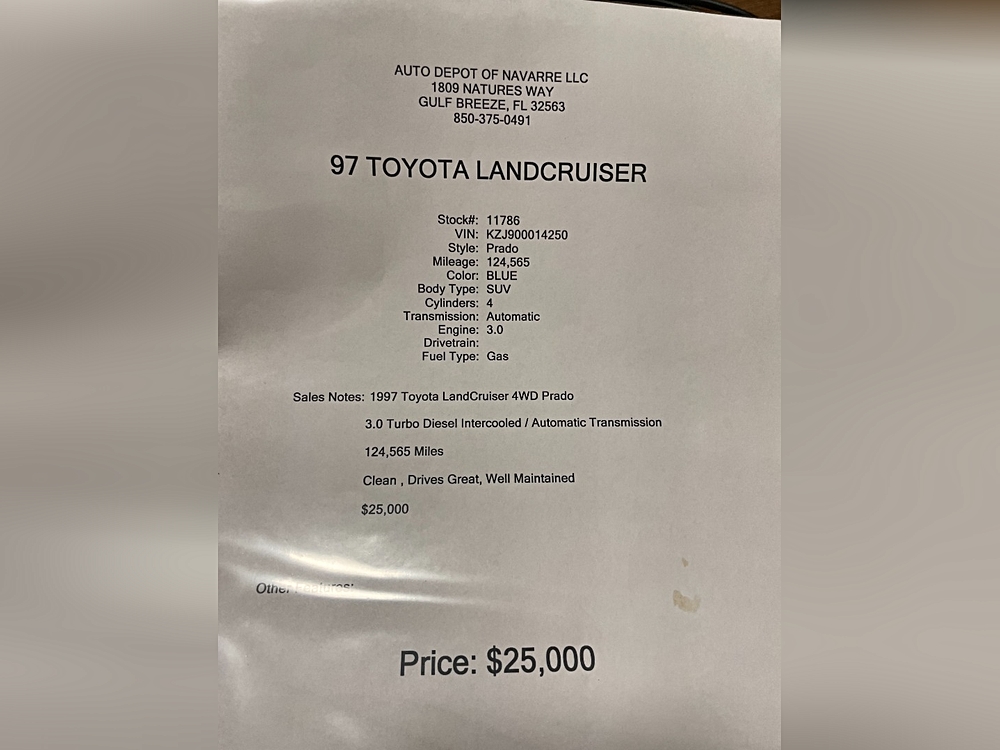 AUTO DEPOT OF NAVARRE LLC
1809 NATURES WAY
GULF BREEZE, FL 32563
850-375-0491
97 TOYOTA LANDCRUISER
Stock#: 11786
VIN: KZJ900014250
Style: Prado
Mileage: 124,565
Color: BLUE
Body Type: SUV
Cylinders: 4
Transmission: Automatic
Engine: 3.0
Drivetrain:
Fuel Type: Gas
Sales Notes: 1997 Toyota LandCruiser 4WD Prado
3.0 Turbo Diesel Intercooled / Automatic Transmission
124,565 Miles
Clean , Drives Great, Well Maintained
$25,000
Other Features:
Price: $25,000